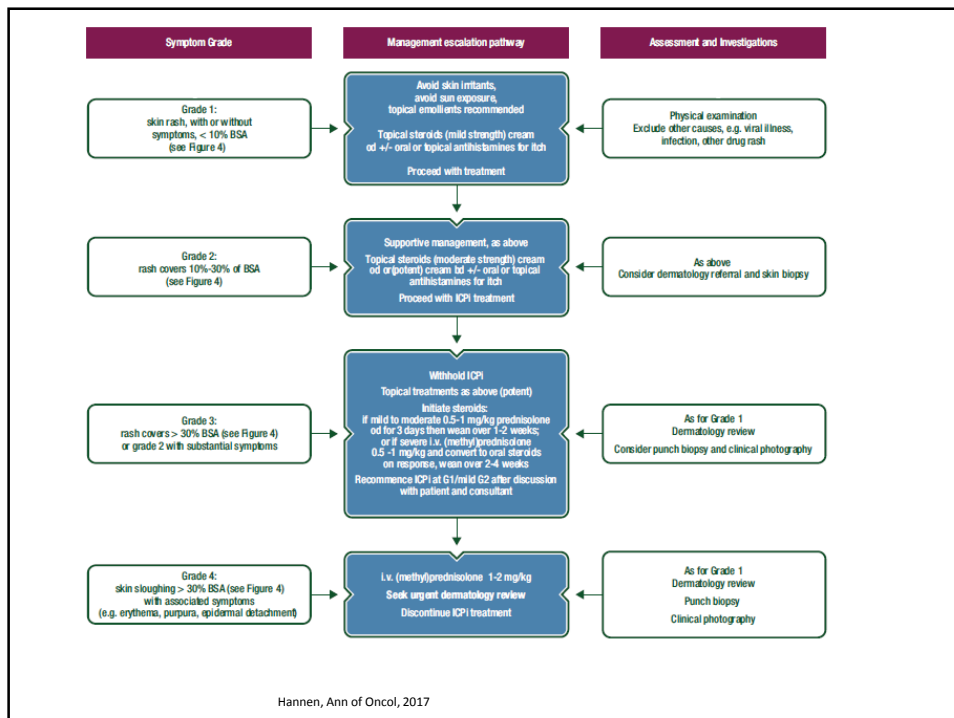 Symptom Grade
Management escalation pathway
Assessment and Investigations
Grade 1:
skin rash, with or without
symptoms, < 10% BSA
(see Figure 4)
Avoid skin irritants,
avoid sun exposure,
topical emollients recommended
Topical steroids (mild strength) cream
od +/- oral or topical antihistamines for itch
Proceed with treatment
Physical examination
Exclude other causes, e.g. viral illness,
infection, other drug rash
Grade 2:
rash covers 10%-30% of BSA
(see Figure 4)
Supportive management, as above
Topical steroids (moderate strength) cream
od or(potent) cream bd +/- oral or topical
antihistamines for itch
Proceed with ICPi treatment
As above
Consider dermatology referral and skin biopsy
Grade 3:
rash covers > 30% BSA (see Figure 4)
or grade 2 with substantial symptoms
Withhold ICPi
Topical treatments as above (potent)
Initiate steroids:
if mild to moderate 0.5-1 mg/kg prednisolone
od for 3 days then wean over 1-2 weeks;
or if severe i.v. (methyl)prednisolone
0.5 -1 mg/kg and convert to oral steroids
on response, wean over 2-4 weeks
Recommence ICPi at G1/mild G2 after discussion
with patient and consultant
As for Grade 1
Dermatology review
Consider punch biopsy and clinical photography
Grade 4:
skin sloughing > 30% BSA (see Figure 4)
with associated symptoms
(e.g. erythema, purpura, epidermal detachment)
i.v. (methyl)prednisolone 1-2 mg/kg
Seek urgent dermatology review
Discontinue ICPi treatment
As for Grade 1
Dermatology review
Punch biopsy
Clinical photography
Hannen, Ann of Oncol, 2017